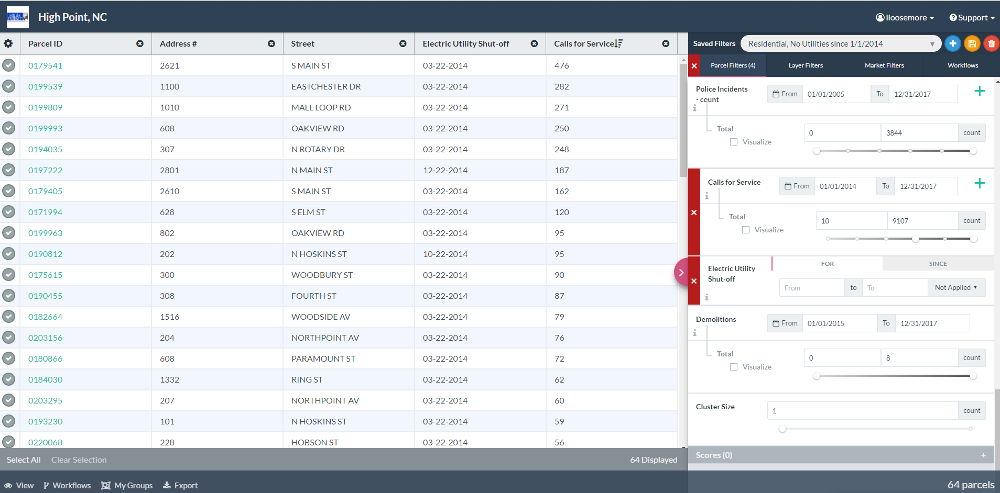 HIGH POINT
High Point, NC
lloosemore
Support
Parcel ID Address # Street Electric Utility Shut-off Calls for Service
0179541 2621 S MAIN ST 03-22-2014 476
0199539 1100 EASTCHESTER DR 03-22-2014 282
0199809 1010 MALL LOOP RD 03-22-2014 271
0199993 608 OAKVIEW RD 03-22-2014 250
0194035 307 N ROTARY DR 03-22-2014 248
0197222 2801 N MAIN ST 12-22-2014 187
0179405 2610 S MAIN ST 03-22-2014 162
0171994 628 S ELM ST 03-22-2014 120
0199963 802 OAKVIEW RD 03-22-2014 95
0190812 202 N HOSKINS ST 10-22-2014 95
0175615 300 WOODBURY ST 03-22-2014 90
0190455 308 FOURTH ST 03-22-2014 87
0182664 1516 WOODSIDE AV 03-22-2014 79
0203156 204 NORTHPOINT AV 03-22-2014 76
0180866 608 PARAMOUNT ST 03-22-2014 72
0184030 1332 RING ST 03-22-2014 62
0203295 207 NORTHPOINT AV 03-22-2014 60
0193230 101 N HOSKINS ST 03-22-2014 59
0220068 228 HOBSON ST 03-22-2014 56
Select All Clear Selection 64 Displayed
View Workflows My Groups Export
Saved Filters Residential, No Utilities since 1/1/2014
Parcel Filters (4) Layer Filters Market Filters Workflows
Police Incidents
- count
From 01/01/2005 To 12/31/2017
Total 0 3844 count
Visualize
Calls for Service From 01/01/2014 To 12/31/2017
Total 10 9107 count
Visualize
FOR SINCE
Electric Utility
Shut-off
From to To Not Applied
Demolitions From 01/01/2015 To 12/31/2017
Total 0 8 count
Visualize
Cluster Size 1 count
Scores (0) +
64 parcels